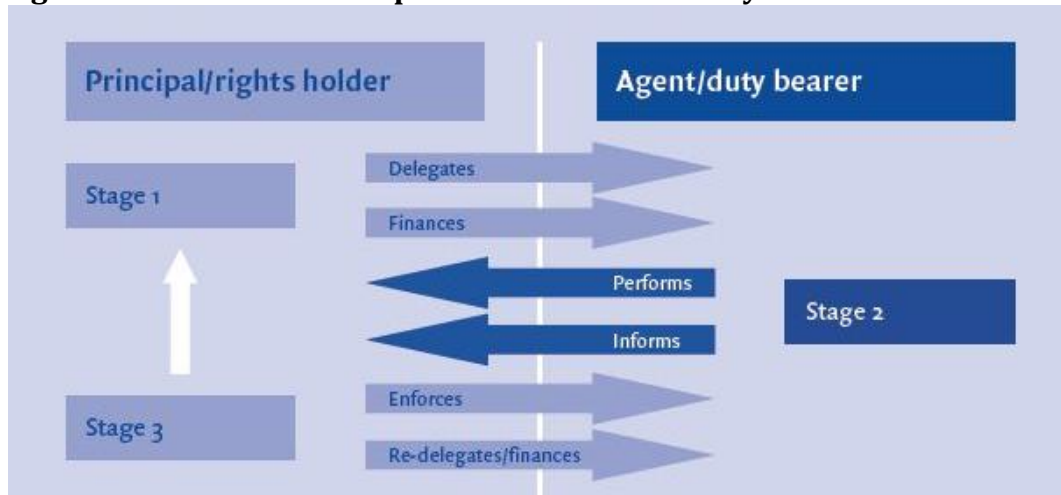 Principal/rights holder
Agent/duty bearer
Stage 1
Delegates
Finances
Performs
Informs
Stage 2
Stage 3
Enforces
Re-delegates/finances